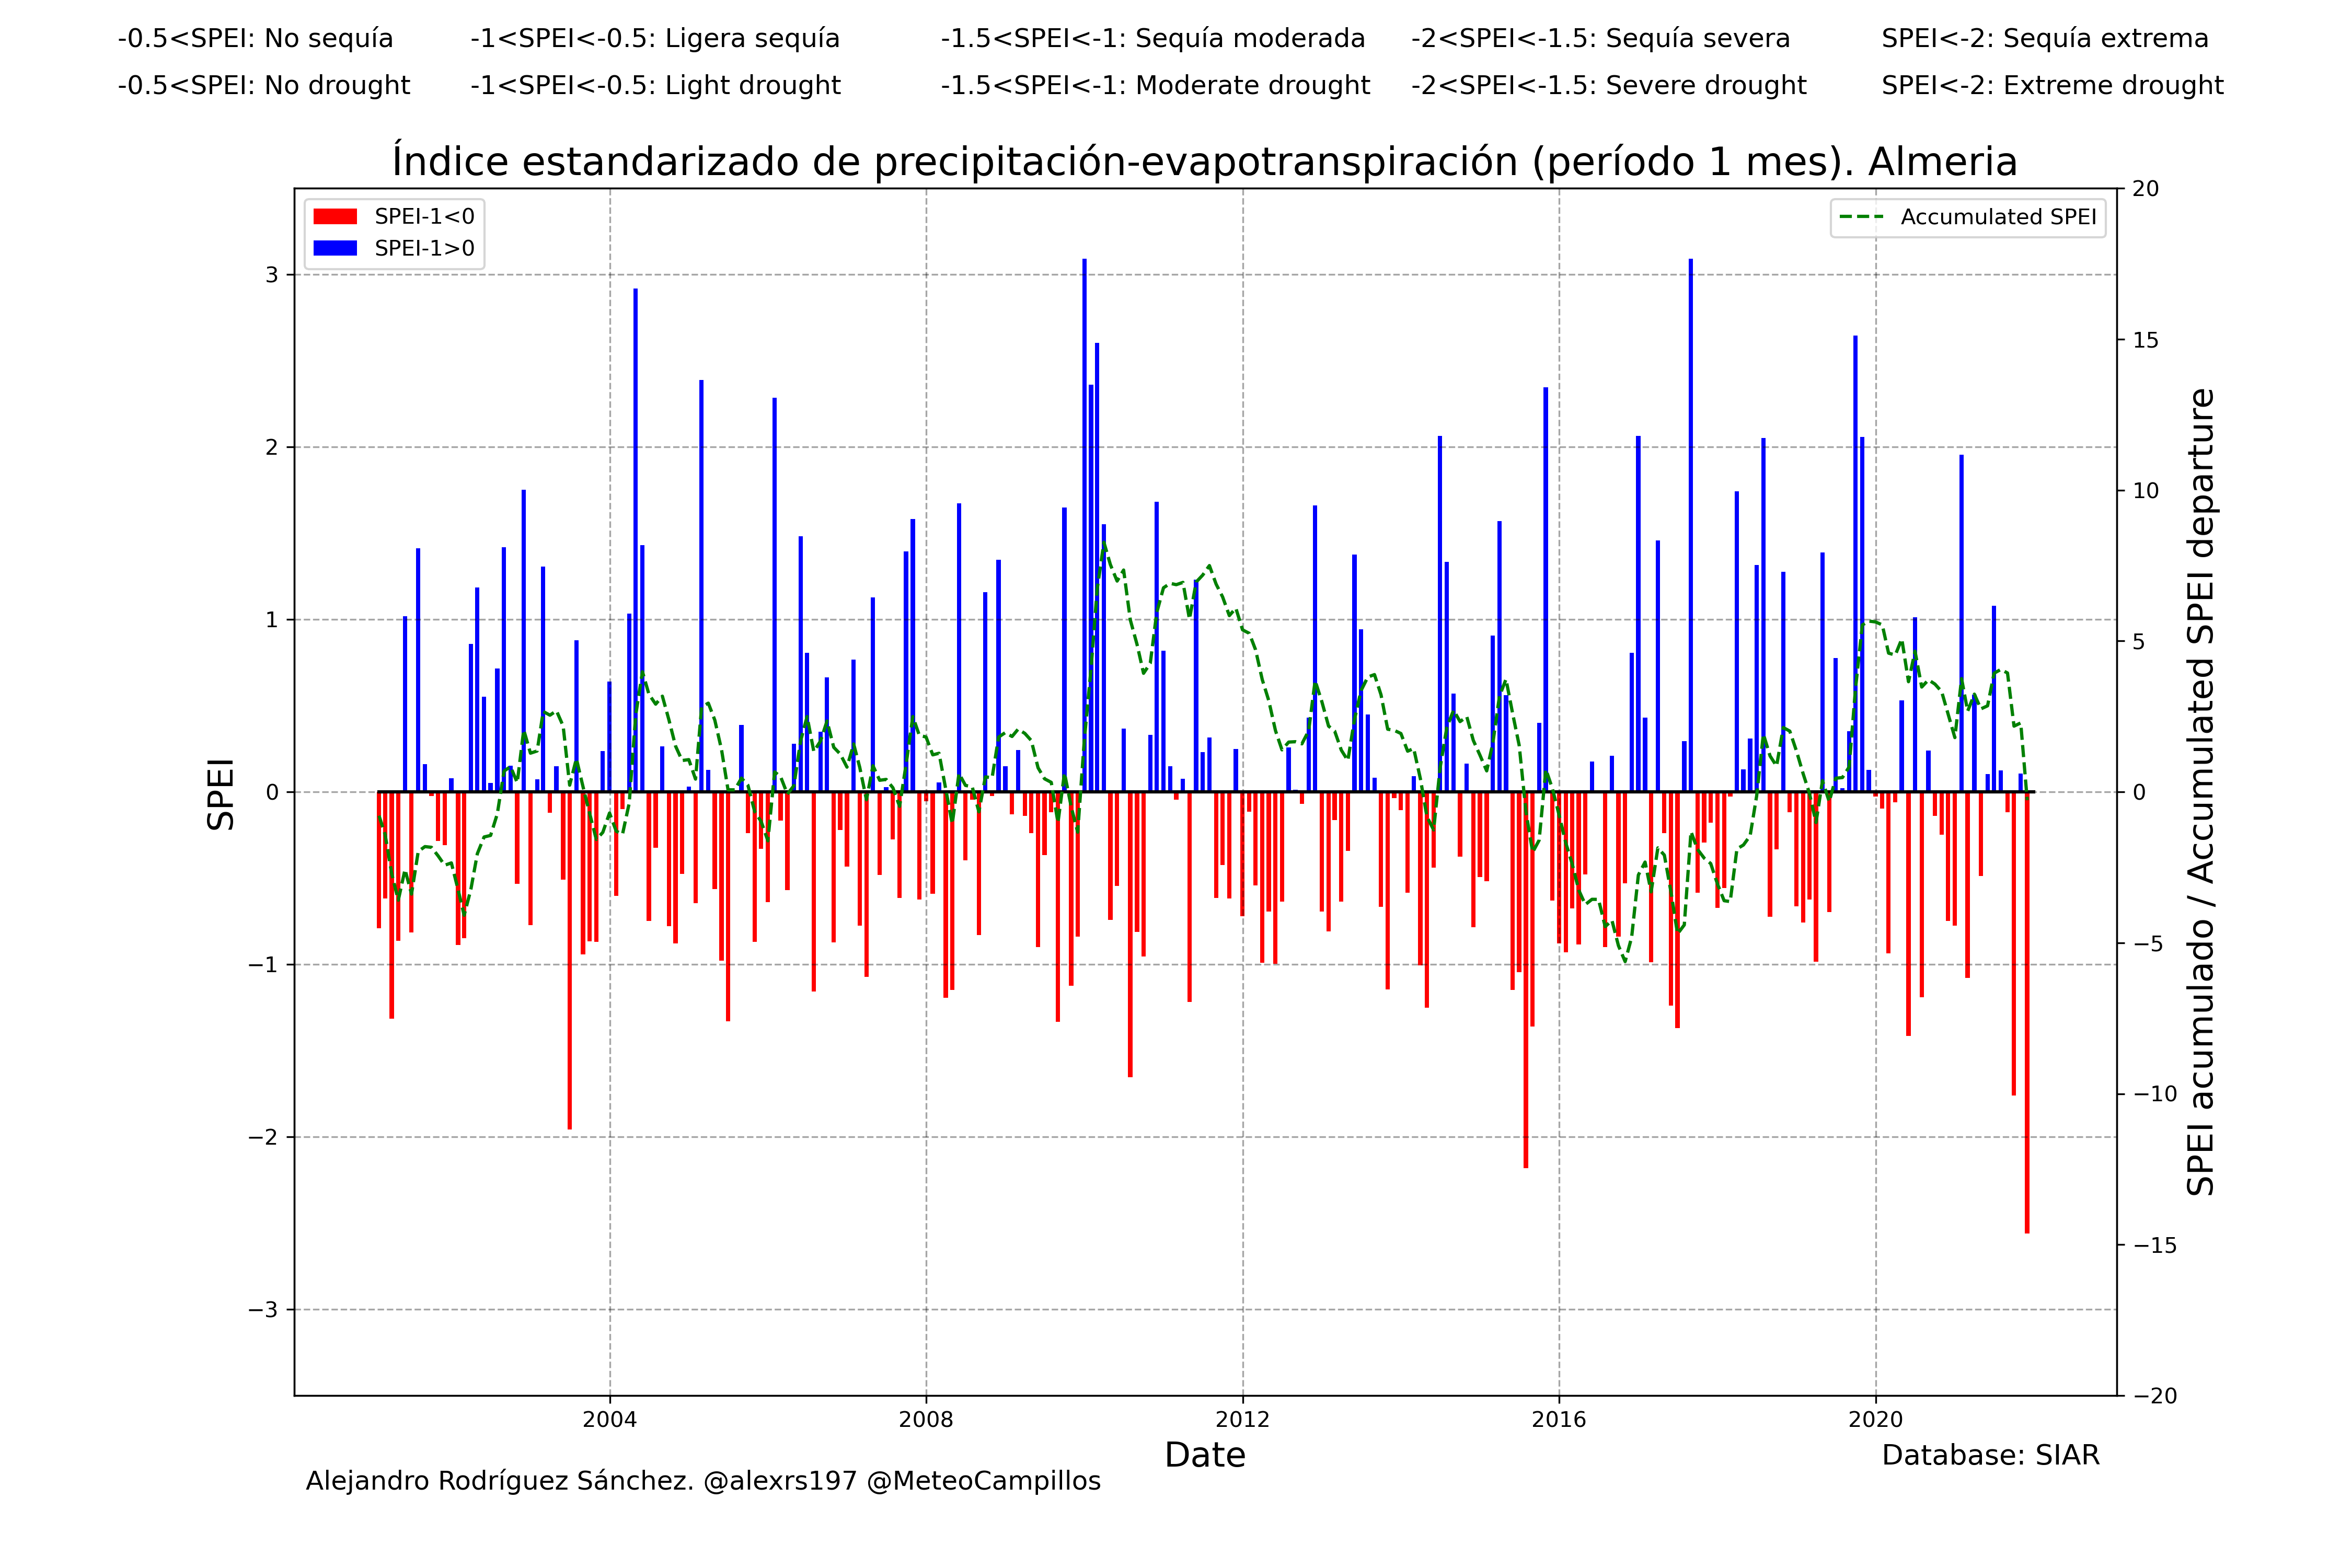 -0.5<SPEI: No sequía -1<SPEI<-0.5: Ligera sequía -1.5<SPEI<-1: Sequía moderada -2<SPEI<-1.5: Sequía severa SPEI<-2: Sequía extrema
-0.5<SPEI: No drought -1<SPEI<-0.5: Light drought -1.5<SPEI<-1: Moderate drought -2<SPEI<-1.5: Severe drought SPEI<-2: Extreme drought
Índice estandarizado de precipitación-evapotranspiración (período 1 mes). Almeria
SPEI-1<0
SPEI-1>0
Accumulated SPEI
SPEI
3
2
1
0
−1
−2
−3
20
15
10
5
0
−5
−10
−15
−20
SPEI acumulado / Accumulated SPEI departure
2004 2008 2012 2016 2020
Date
Database: SIAR
Alejandro Rodríguez Sánchez. @alexrs197 @MeteoCampillos